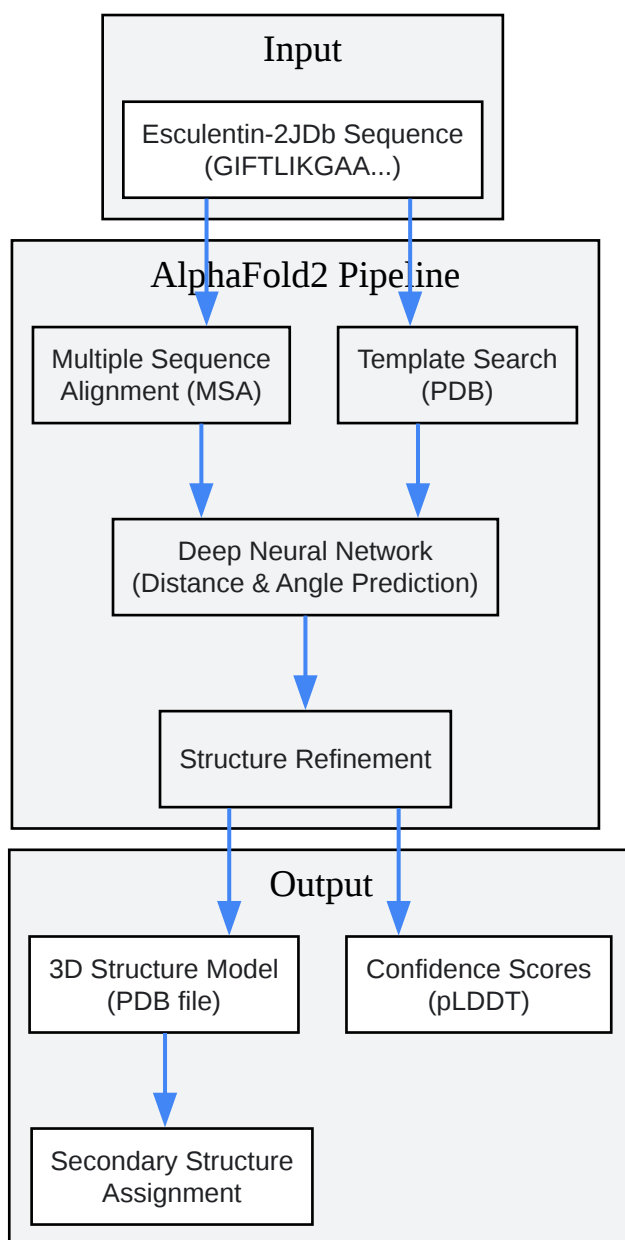 Input
Esculentin-2JDb Sequence
(GIFTLIKGAA...)
AlphaFold2 Pipeline
Multiple Sequence
Alignment (MSA)
Template Search
(PDB)
Deep Neural Network
(Distance & Angle Prediction)
Structure Refinement
Output
3D Structure Model
(PDB file)
Confidence Scores
(pLDDT)
Secondary Structure
Assignment